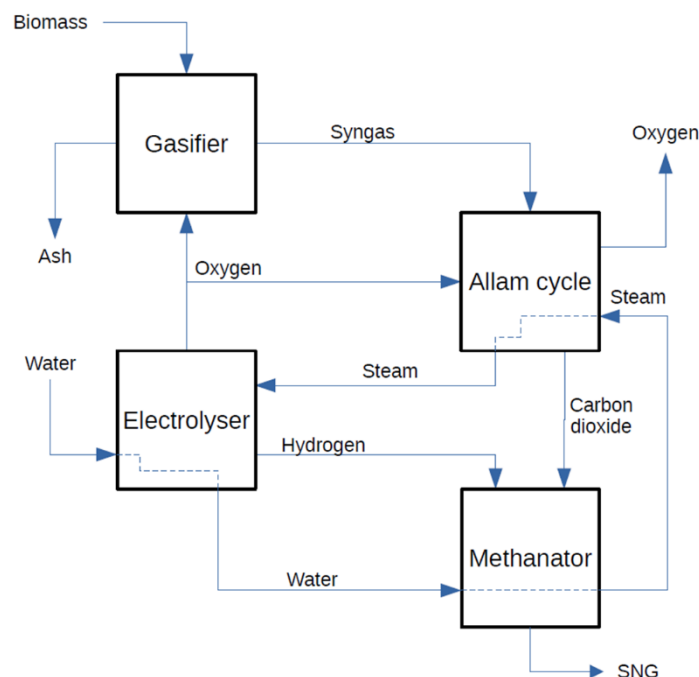 Biomass
Gasifier
Syngas
Oxygen
Ash
Oxygen
Allam cycle
Steam
Water
Steam
Electrolyser
Carbon
dioxide
Hydrogen
Methanator
Water
SNG